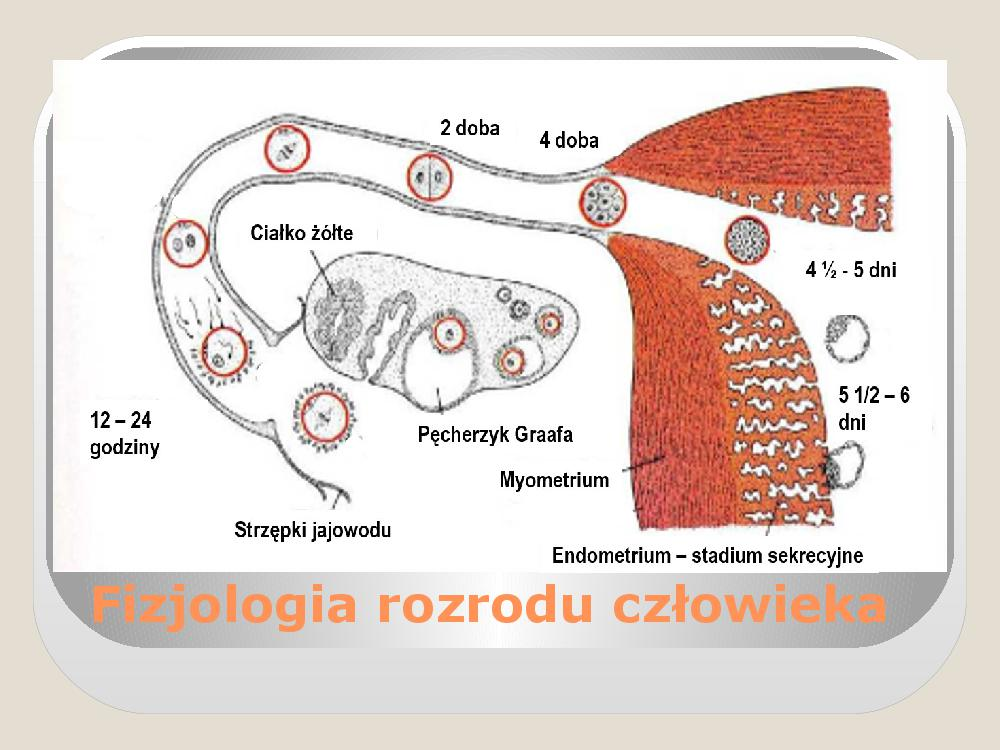 2 doba
4 doba
Ciałko żółte
4 ½ - 5 dni
5 1/2 – 6
dni
12 – 24
godziny
Pęcherzyk Graafa
Myometrium
Strzępki jajowodu
Endometrium – stadium sekrecyjne
Fizjologia rozrodu człowieka